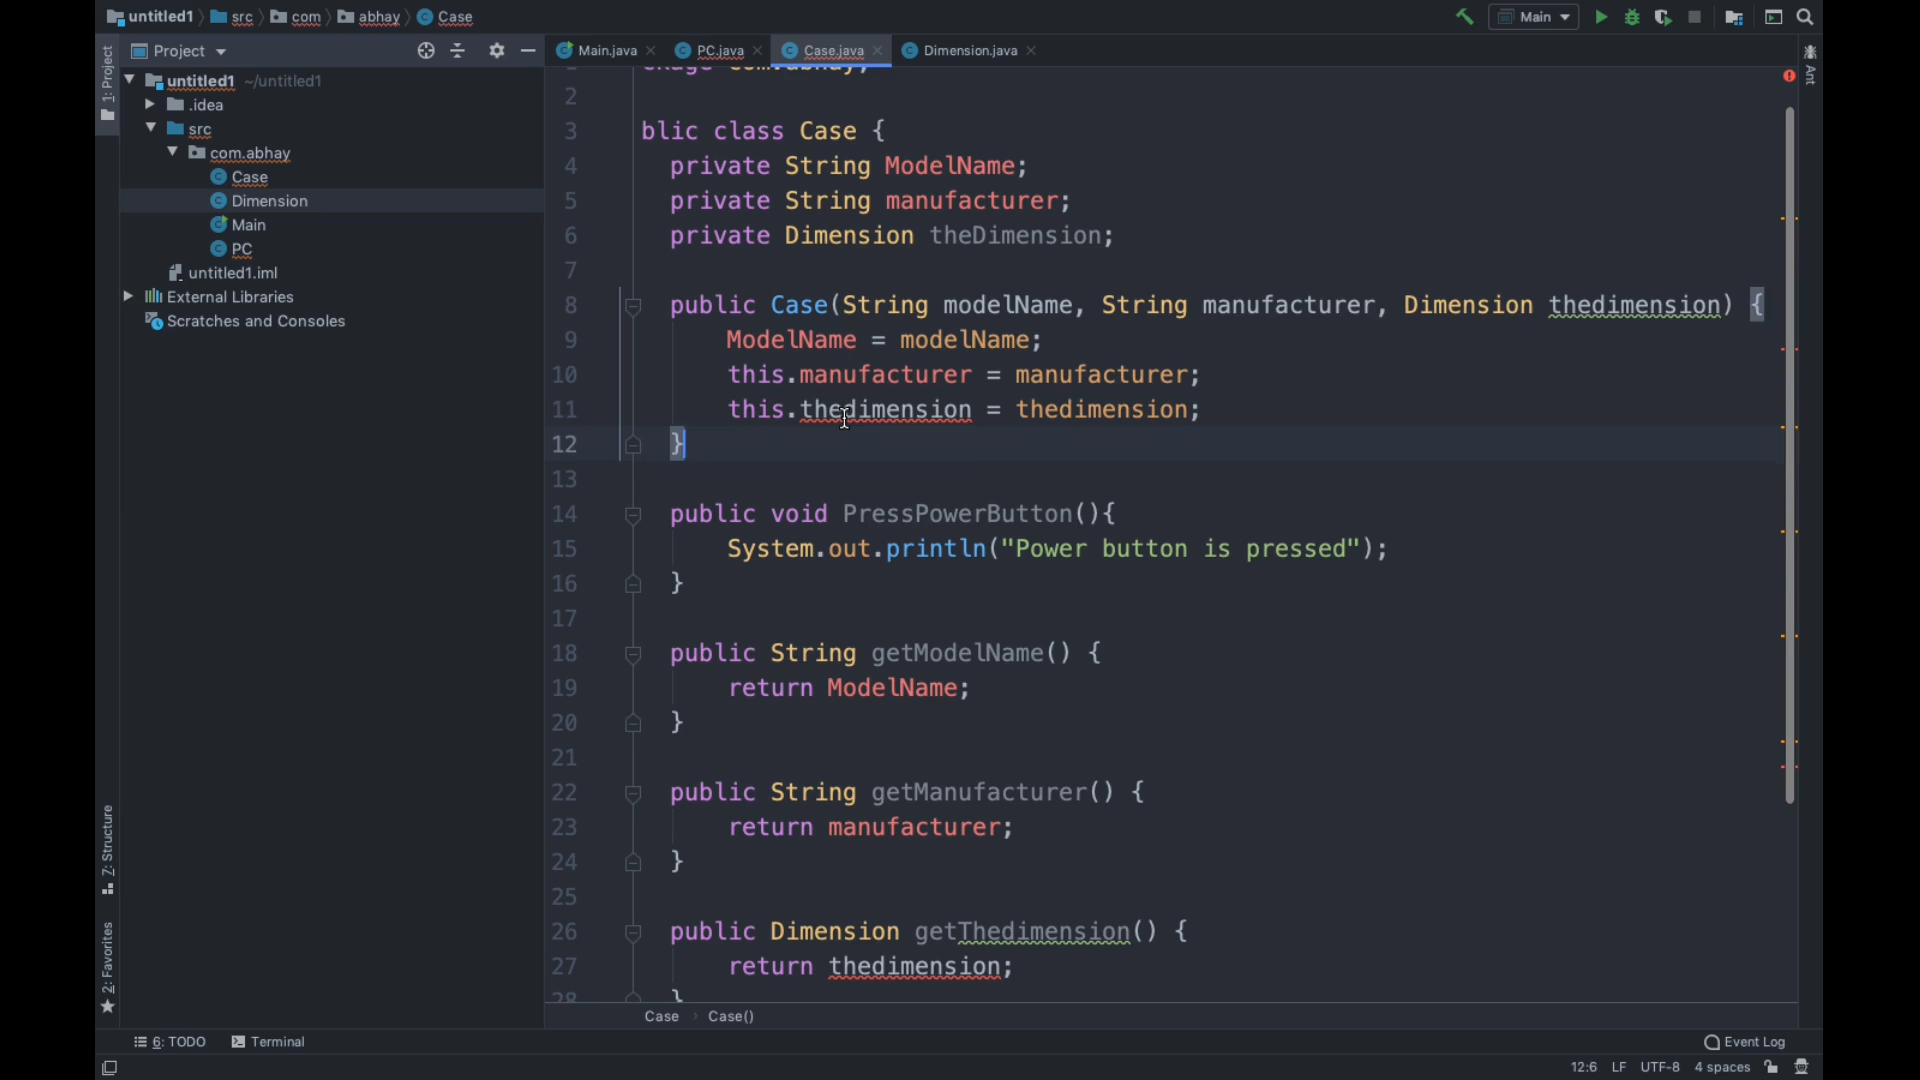 untitled1 src com abhay Case Main
1: Project
Project
Main.java PC.java Case.java Dimension.java
Ant
untitled1 ~/untitled1
.idea
src
com.abhay
Case
Dimension
Main
PC
untitled1.iml
External Libraries
Scratches and Consoles
2
3 blic class Case {
4 private String ModelName;
5 private String manufacturer;
6 private Dimension theDimension;
7
8 public Case(String modelName, String manufacturer, Dimension thedimension) {
9 ModelName = modelName;
10 this.manufacturer = manufacturer;
11 this.thedimension = thedimension;
12 }
13
14 public void PressPowerButton(){
15 System.out.println("Power button is pressed");
16 }
17
18 public String getModelName() {
19 return ModelName;
20 }
21
22 public String getManufacturer() {
23 return manufacturer;
24 }
25
26 public Dimension getThedimension() {
27 return thedimension;
28 }
Z: Structure
2: Favorites
Case Case()
6: TODO Terminal Event Log
12:6 LF UTF-8 4 spaces